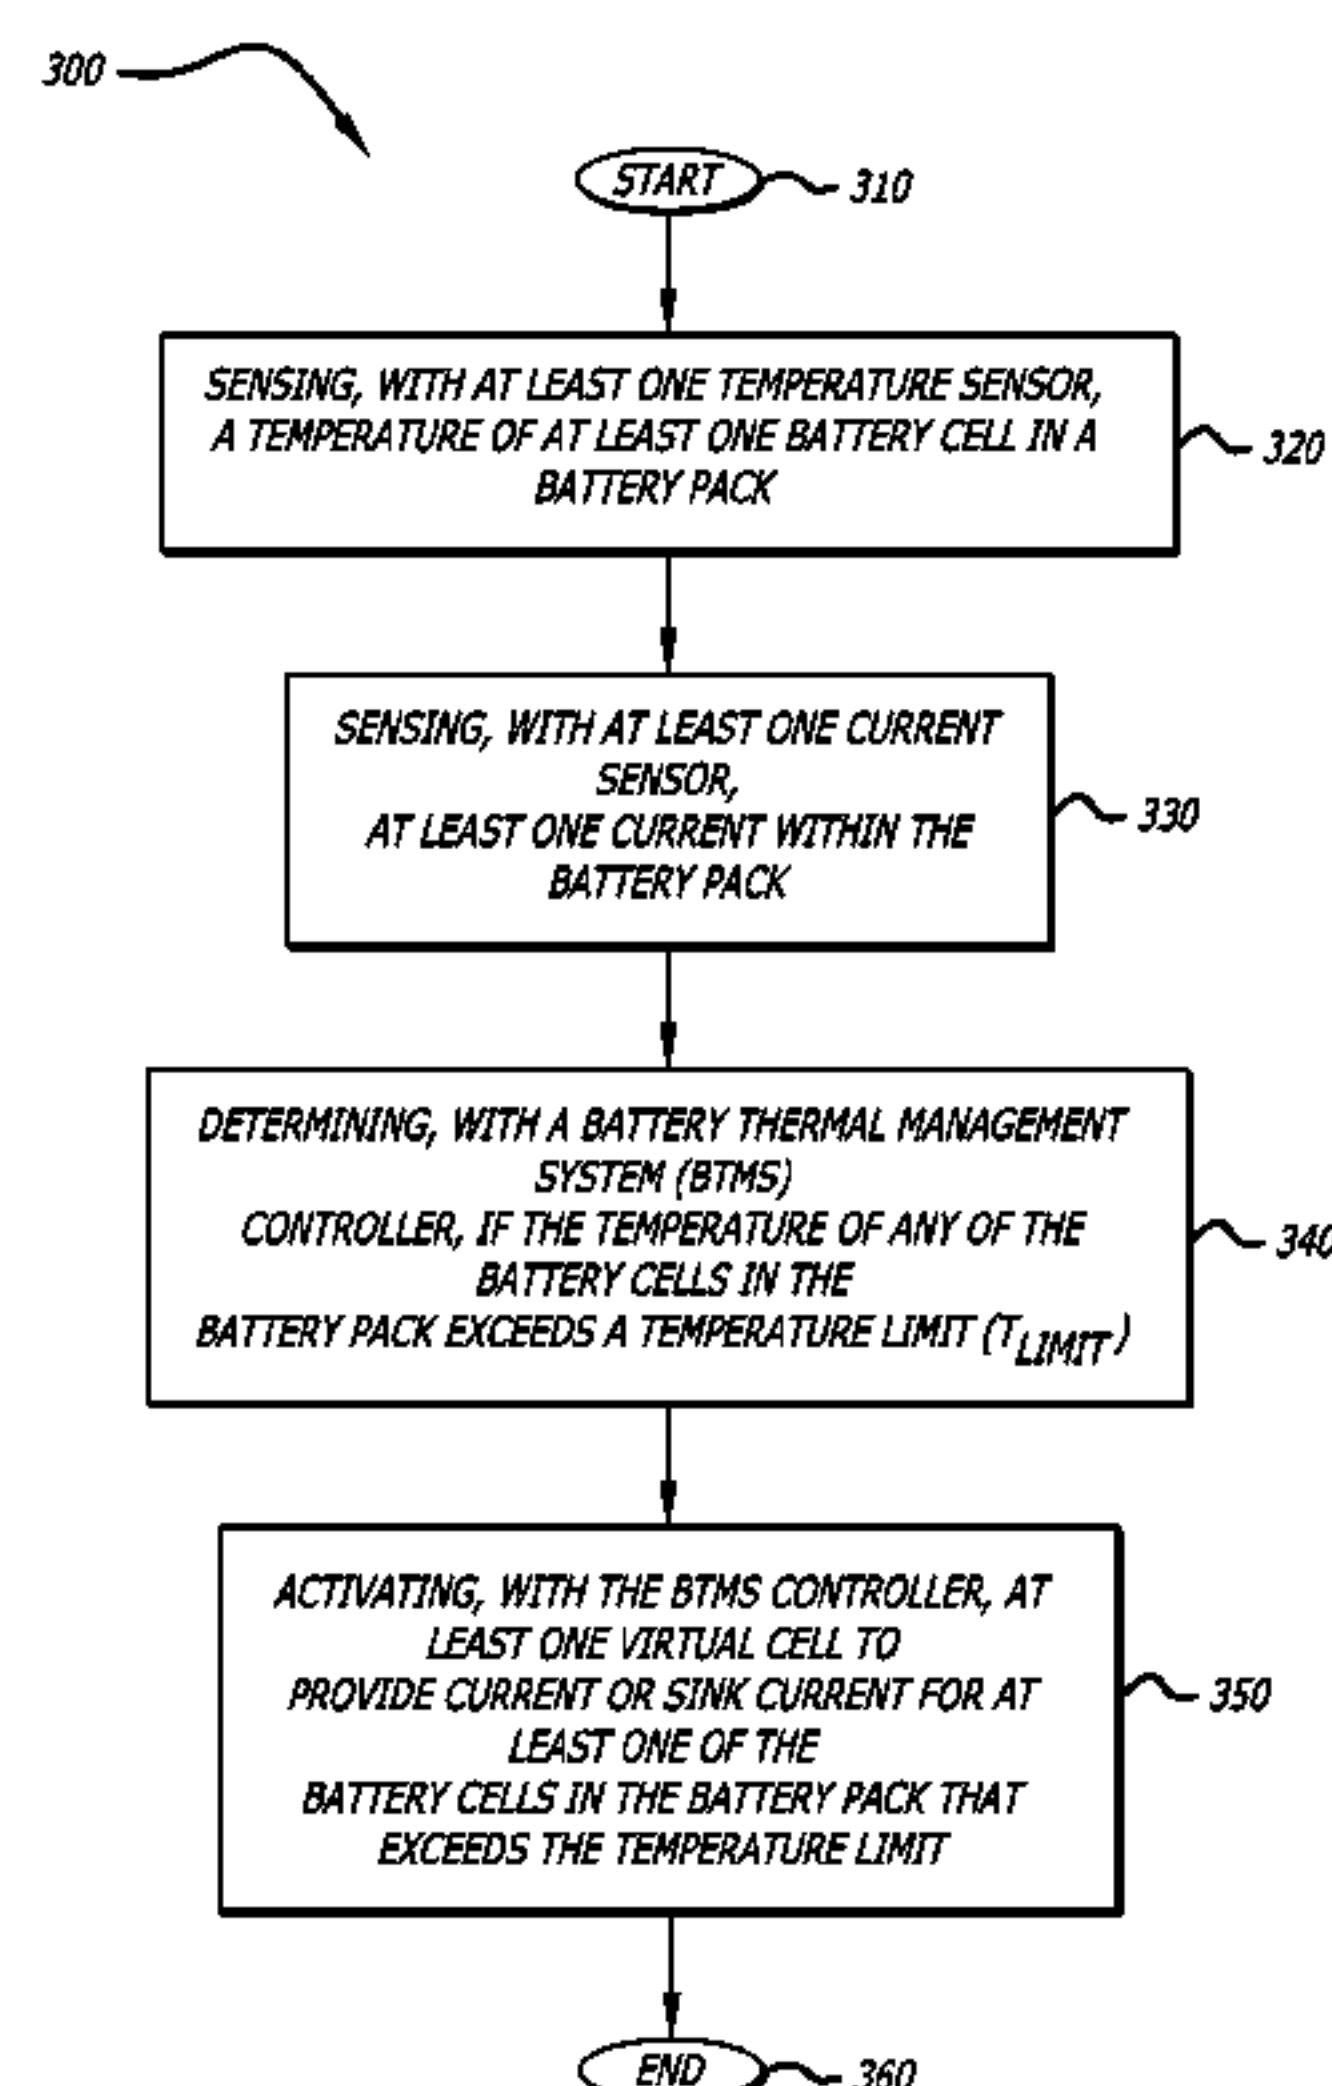 300
START
310
SENSING, WITH AT LEAST ONE TEMPERATURE SENSOR,
A TEMPERATURE OF AT LEAST ONE BATTERY CELL IN A
BATTERY PACK
320
SENSING, WITH AT LEAST ONE CURRENT
SENSOR,
AT LEAST ONE CURRENT WITHIN THE
BATTERY PACK
330
DETERMINING, WITH A BATTERY THERMAL MANAGEMENT
SYSTEM (BTMS)
CONTROLLER, IF THE TEMPERATURE OF ANY OF THE
BATTERY CELLS IN THE
BATTERY PACK EXCEEDS A TEMPERATURE LIMIT (TLIMIT)
340
ACTIVATING, WITH THE BTMS CONTROLLER, AT
LEAST ONE VIRTUAL CELL TO
PROVIDE CURRENT OR SINK CURRENT FOR AT
LEAST ONE OF THE
BATTERY CELLS IN THE BATTERY PACK THAT
EXCEEDS THE TEMPERATURE LIMIT
350
END
360